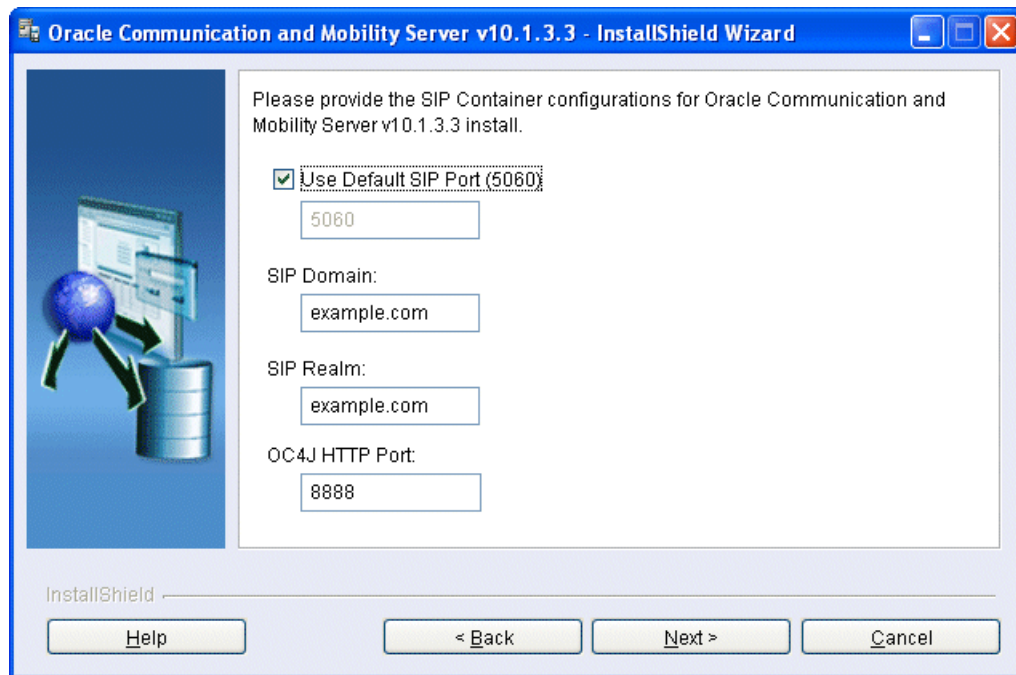 Oracle Communication and Mobility Server v10.1.3.3 - InstallShield Wizard
Please provide the SIP Container configurations for Oracle Communication and
Mobility Server v10.1.3.3 install.
Use Default SIP Port (5060)
5060
SIP Domain:
example.com
SIP Realm:
example.com
OC4J HTTP Port:
8888
InstallShield
Help
< Back
Next >
Cancel